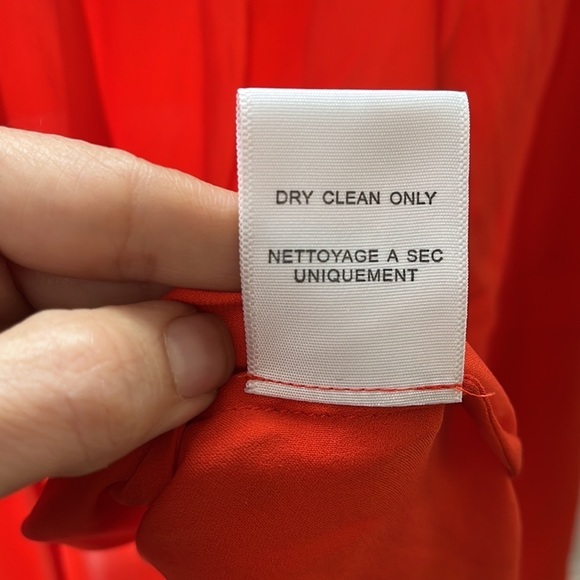 DRY CLEAN ONLY
NETTOYAGE A SEC
UNIQUEMENT